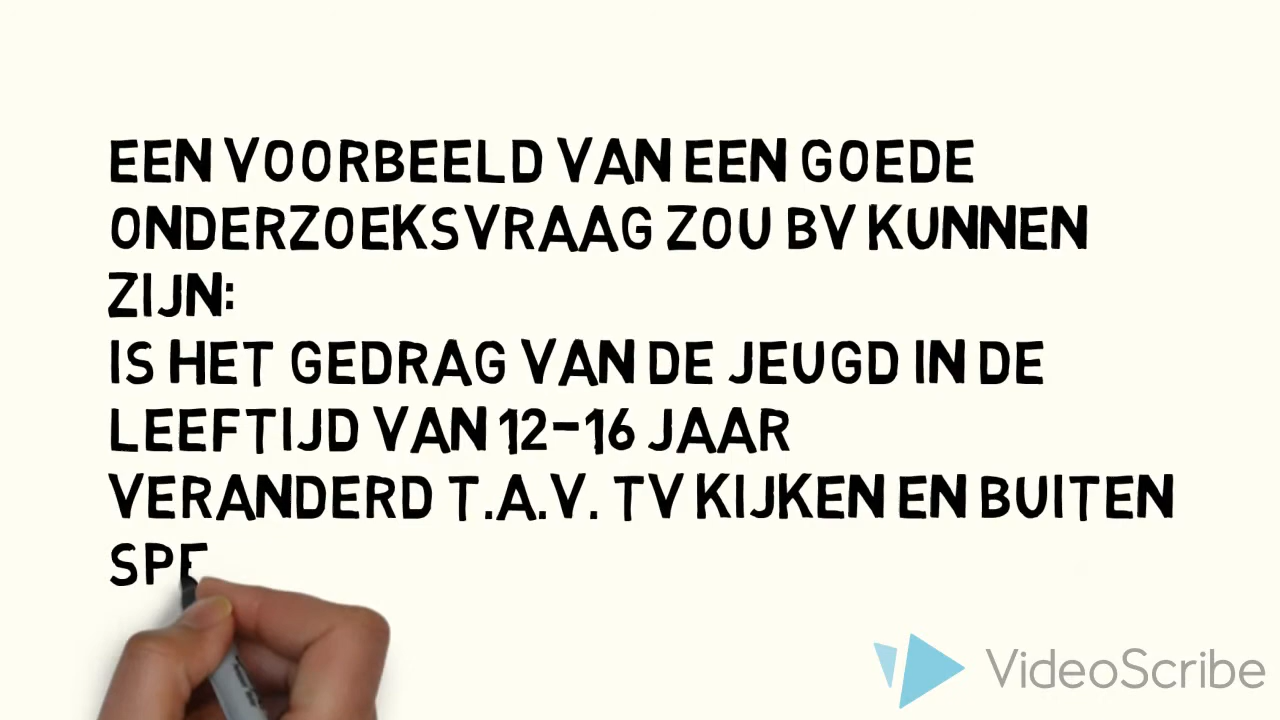 EEN VOORBEELD VAN EEN GOEDE
ONDERZOEKSVRAAG ZOU BV KUNNEN
ZIJN:
IS HET GEDRAG VAN DE JEUGD IN DE
LEEFTIJD VAN 12-16 JAAR
VERANDERD T.A.V. TV KIJKEN EN BUITEN
SPE
VideoScribe